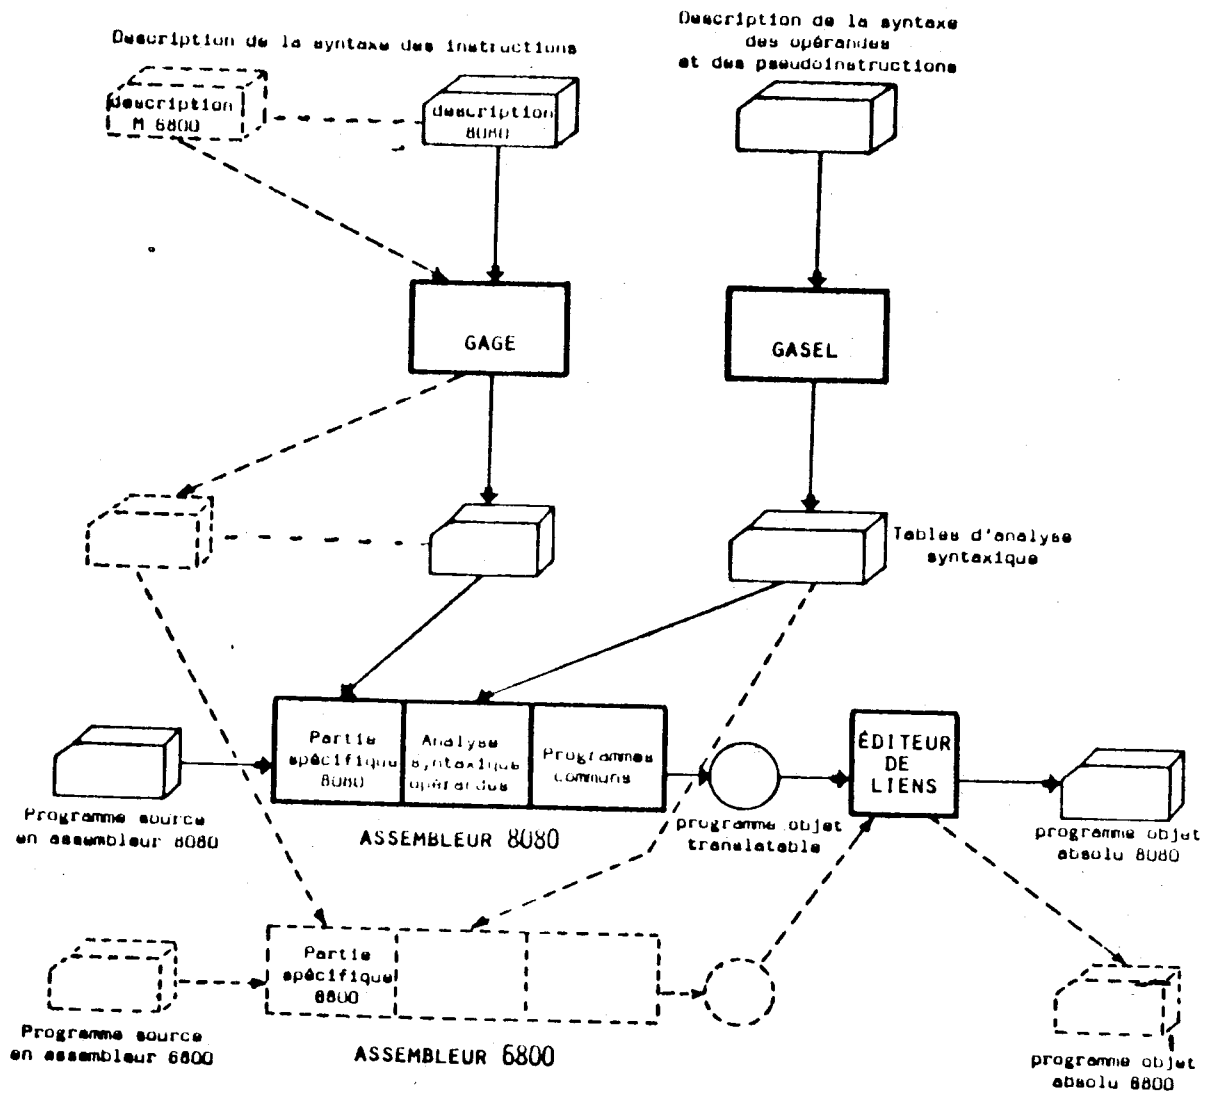 Description de la syntaxe des instructions
Description de la syntaxe
des opérandes
et des pseudoinstructions
description
M 6800
description
8080
GAGE
GASEL
Tables d'analyse
syntaxique
Partie
spécifique
8080
Analyse
syntaxique
opérandes
Programmes
communs
ÉDITEUR
DE
LIENS
Programme source
en assembleur 8080
ASSEMBLEUR 8080
programme objet
translatable
programme objet
absolu 8080
Partie
spécifique
6800
Programme source
en assembleur 6800
ASSEMBLEUR 6800
programme objet
absolu 6800